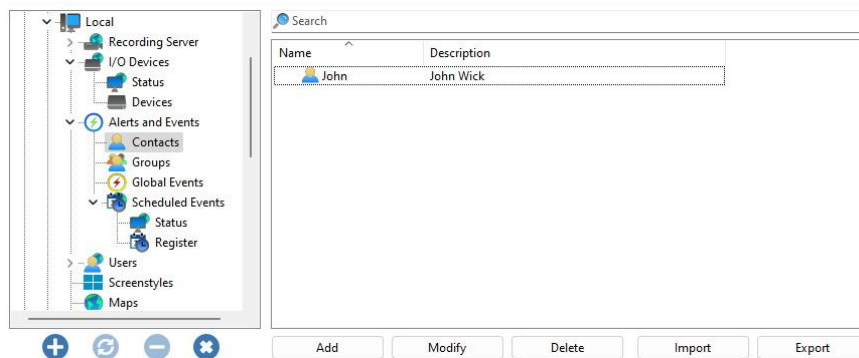 Local
Recording Server
I/O Devices
Status
Devices
Alerts and Events
Contacts
Groups
Global Events
Scheduled Events
Status
Register
Users
Screenstyles
Maps
Search
Name Description
John John Wick
Add Modify Delete Import Export